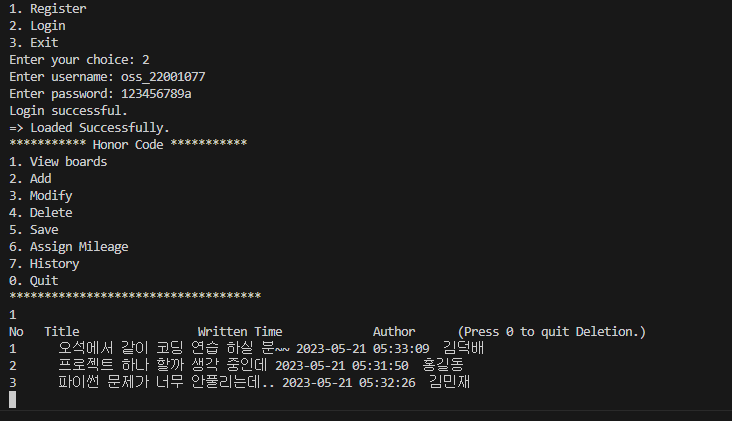 1. Register
2. Login
3. Exit
Enter your choice: 2
Enter username: oss_22001077
Enter password: 123456789a
Login successful.
=> Loaded Successfully.
*********** Honor Code ***********
1. View boards
2. Add
3. Modify
4. Delete
5. Save
6. Assign Mileage
7. History
0. Quit
************************************
1
No Title Written Time Author (Press 0 to quit Deletion.)
1 오석에서 같이 코딩 연습 하실 분~~ 2023-05-21 05:33:09 김덕배
2 프로젝트 하나 할까 생각 중인데 2023-05-21 05:31:50 홍길동
3 파이썬 문제가 너무 안풀리는데.. 2023-05-21 05:32:26 김민재